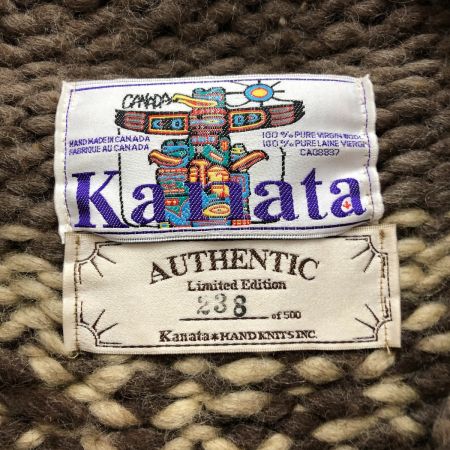 CANADA
HAND MADE IN CANADA
FABRIQUE AU CANADA
100% PURE VIRGIN WOOL
100% PURE LAINE VIERGE
CA08897
Kanata
AUTHENTIC
Limited Edition
238 of 500
Kanata★HAND KNITS INC.